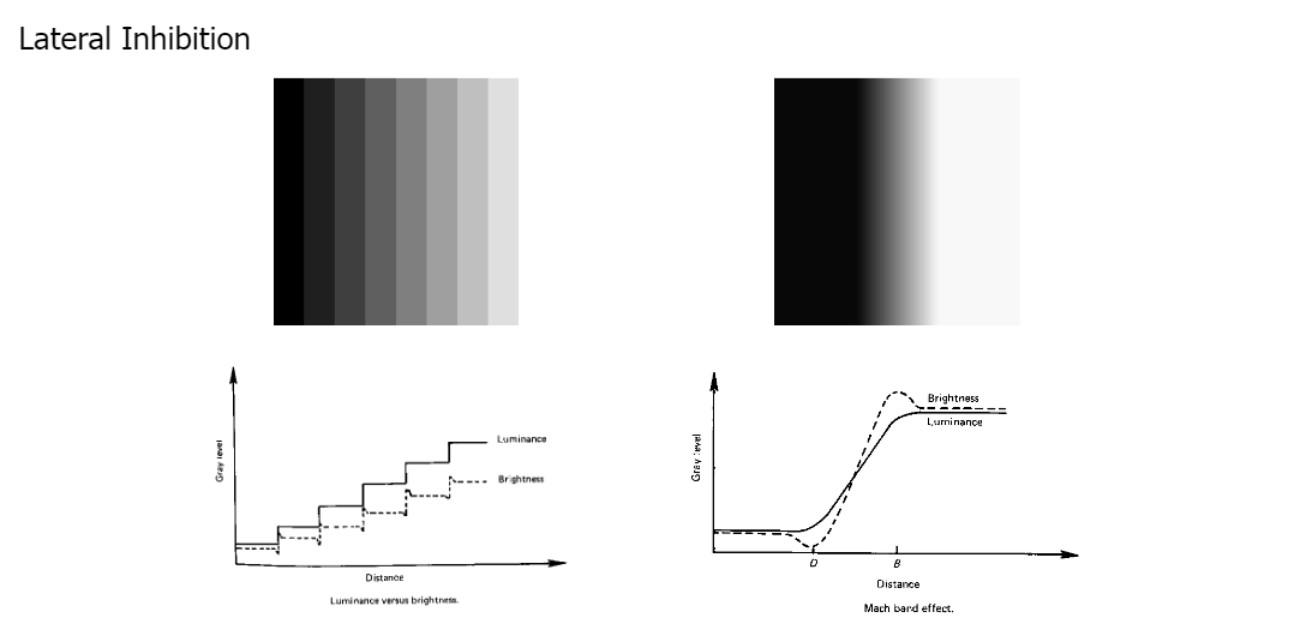 Lateral Inhibition
Gray level
Luminance
Brightness
Distance
Luminance versus brightness.
Gray level
Brightness
Luminance
D
B
Distance
Mach band effect.